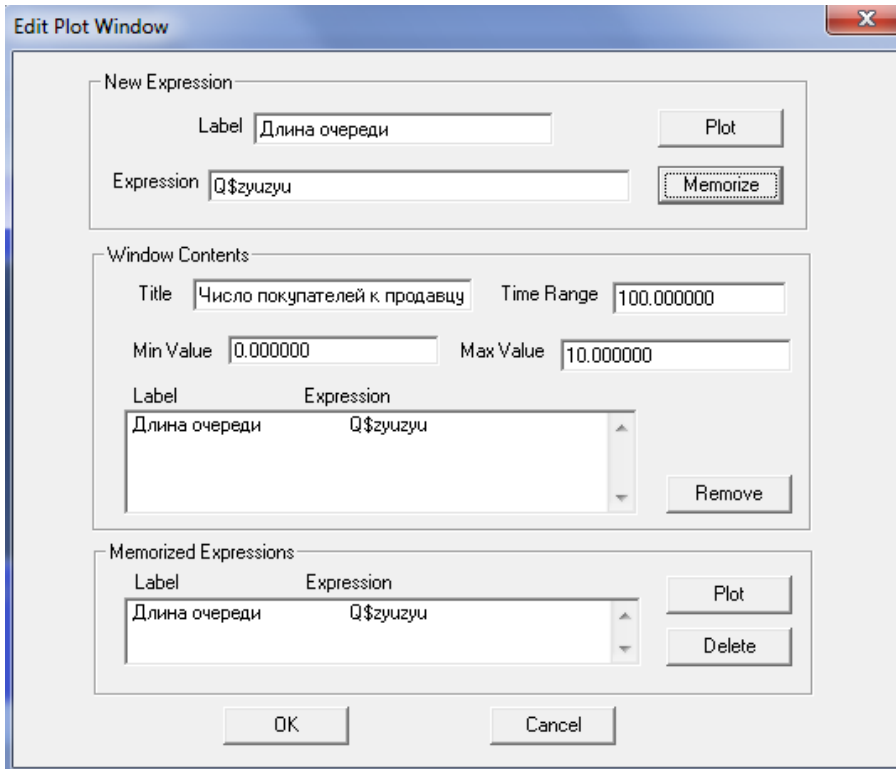 Edit Plot Window
New Expression
Label Длина очереди Plot
Expression Q$zyuzyu Memorize
Window Contents
Title Число покупателей к продавцу Time Range 100.000000
Min Value 0.000000 Max Value 10.000000
Label Expression
Длина очереди Q$zyuzyu
Remove
Memorized Expressions
Label Expression
Plot
Длина очереди Q$zyuzyu
Delete
OK Cancel